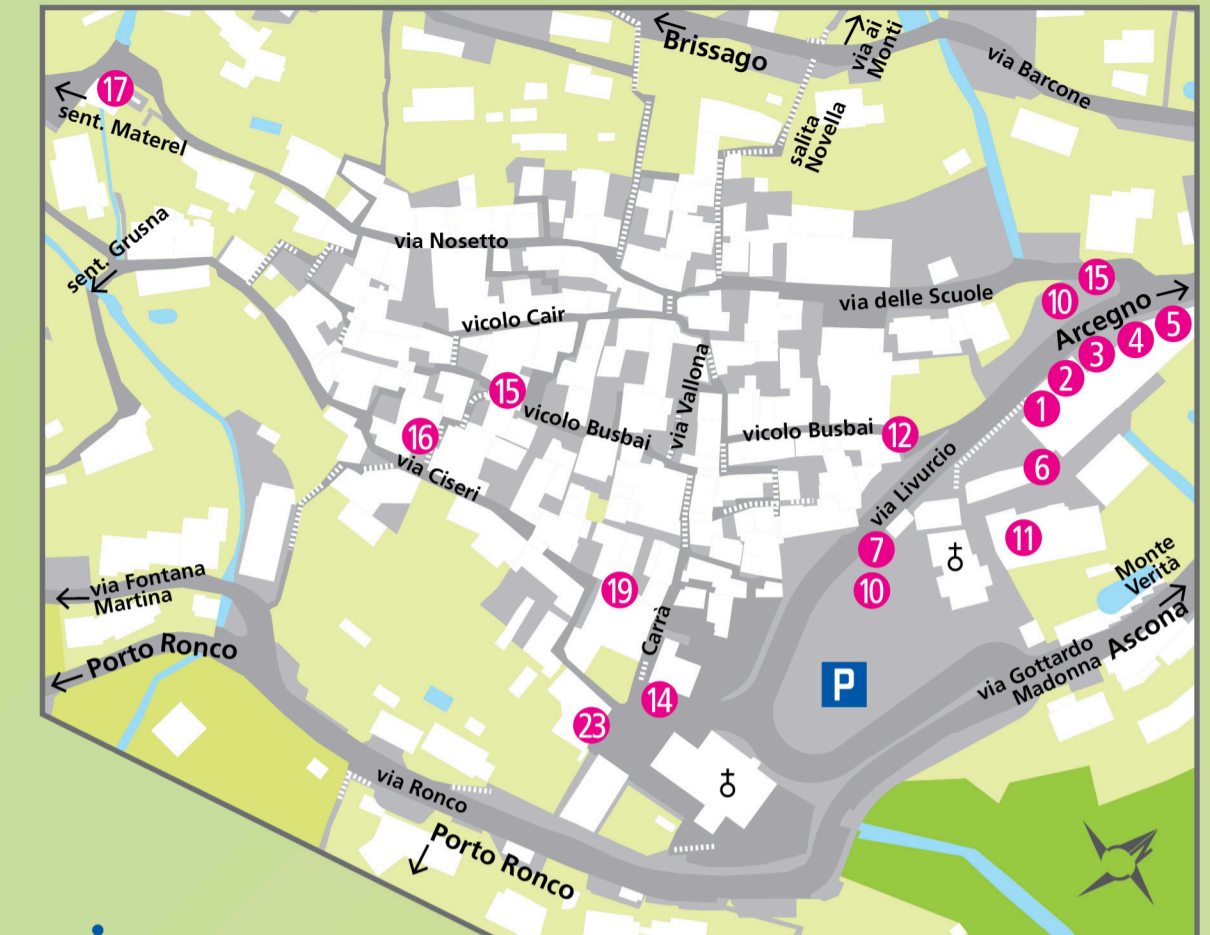 Brissago
via ai
Monti
via Barcone
17
sent. Materel
salita
Novella
sent. Grusna
via Nosetto
15
10
via delle Scuole
Arcegno
5
4
3
2
1
vicolo Cair
via Vallona
15
vicolo Busbai
vicolo Busbai
12
16
via Ciseri
via Livurcio
6
7
11
10
Monte
Verità
via Fontana
Martina
19
Carrà
Ascona
via Gottardo
Madonna
Porto Ronco
P
14
23
via Ronco
Porto Ronco
N